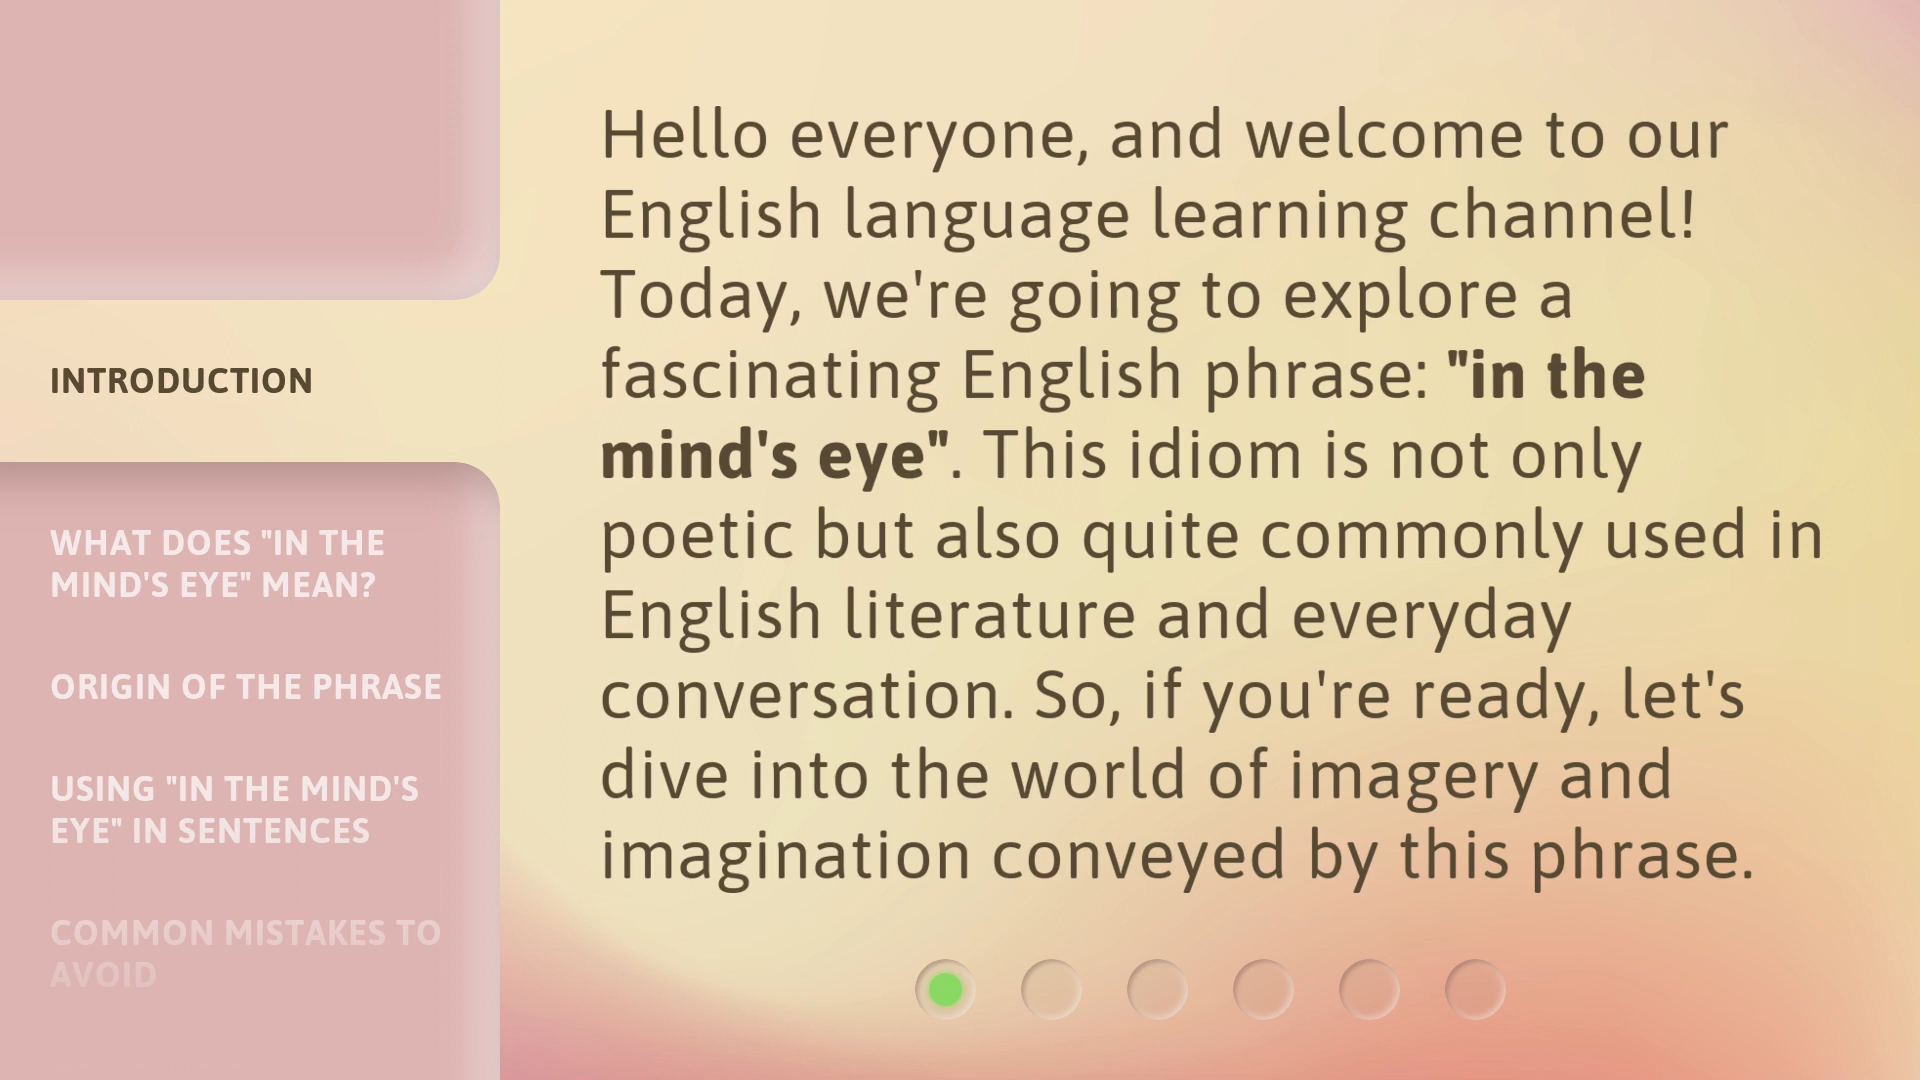 INTRODUCTION
WHAT DOES "IN THE
MIND'S EYE" MEAN?
ORIGIN OF THE PHRASE
USING "IN THE MIND'S
EYE" IN SENTENCES
COMMON MISTAKES TO
AVOID
Hello everyone, and welcome to our
English language learning channel!
Today, we're going to explore a
fascinating English phrase: "in the
mind's eye". This idiom is not only
poetic but also quite commonly used in
English literature and everyday
conversation. So, if you're ready, let's
dive into the world of imagery and
imagination conveyed by this phrase.